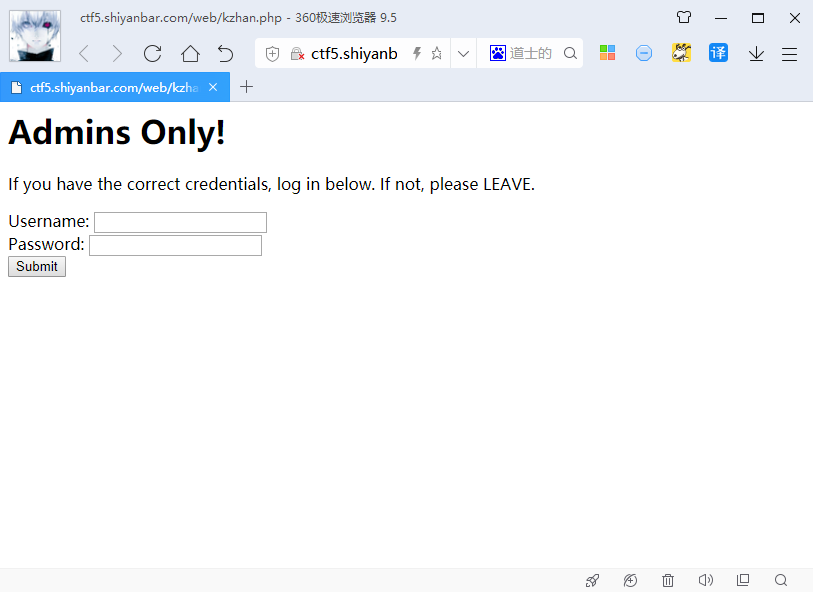 ctf5.shiyanbar.com/web/kzhan.php - 360极速浏览器 9.5
ctf5.shiyanb
道士的
译
ctf5.shiyanbar.com/web/kzha
Admins Only!
If you have the correct credentials, log in below. If not, please LEAVE.
Username:
Password:
Submit